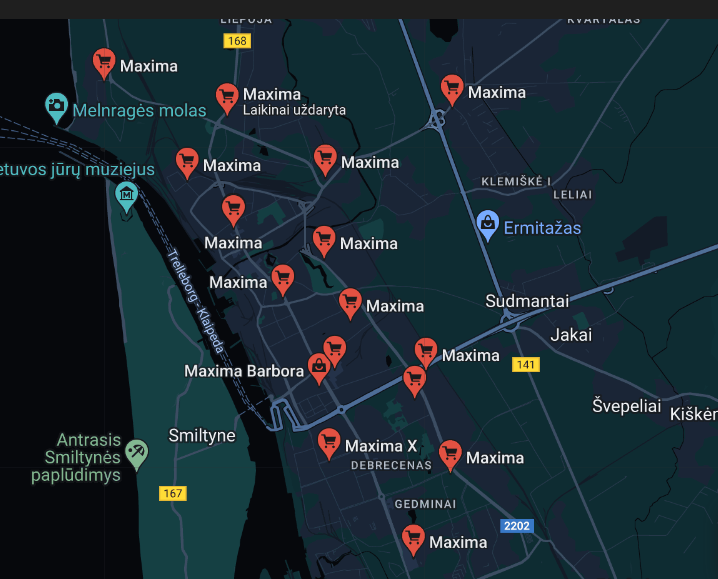 LIEPOJA
KVARTALAS
168
Maxima
Maxima
Laikinai uždaryta
Maxima
Melnragės molas
etuvos jūrų muziejus
Maxima
Maxima
KLEMIŠKĖ I
LELIAI
Ermitažas
Maxima
Maxima
Maxima
Trelleborg - Klaipėda
Sudmantai
Maxima
Jakai
Maxima
141
Maxima Barbora
Švepeliai
Kiškėn
Smiltyne
Antrasis
Smiltynės
paplūdimys
Maxima X
DEBRECENAS
Maxima
167
GEDMINAI
2202
Maxima